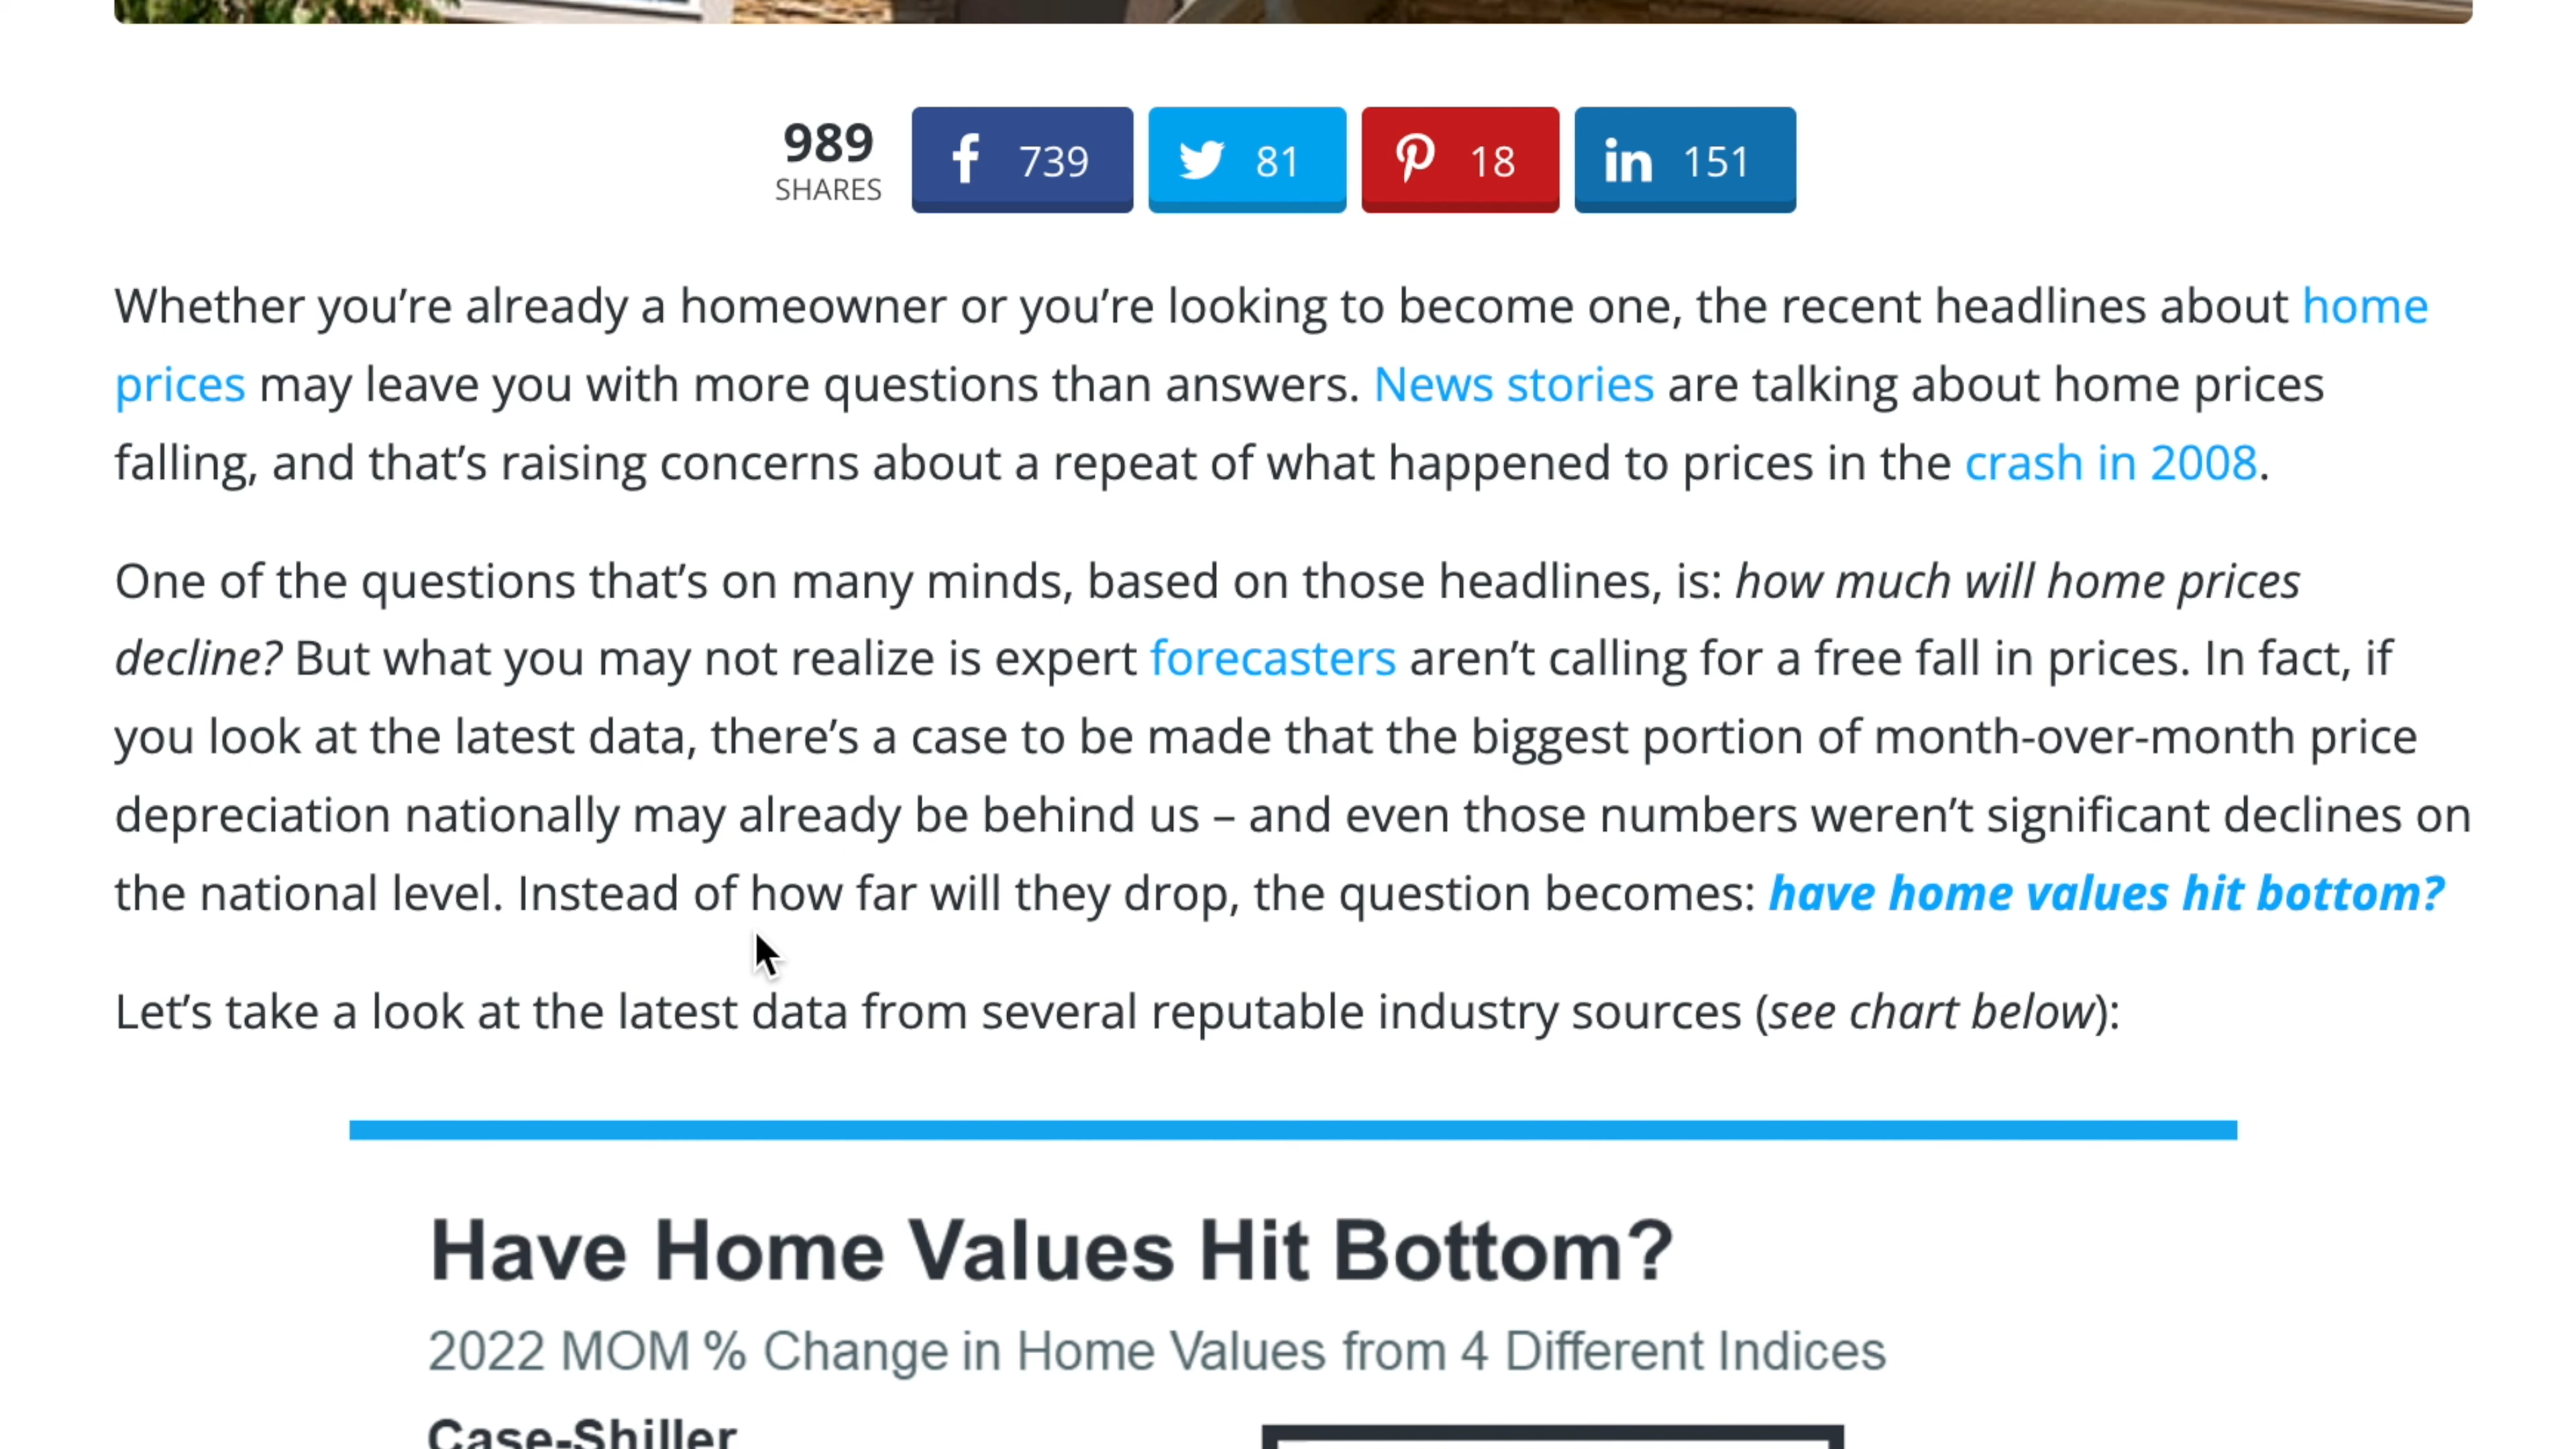 989
SHARES
739
81
18
in 151
Whether you’re already a homeowner or you’re looking to become one, the recent headlines about home
prices may leave you with more questions than answers. News stories are talking about home prices
falling, and that’s raising concerns about a repeat of what happened to prices in the crash in 2008.
One of the questions that’s on many minds, based on those headlines, is: how much will home prices
decline? But what you may not realize is expert forecasters aren’t calling for a free fall in prices. In fact, if
you look at the latest data, there’s a case to be made that the biggest portion of month-over-month price
depreciation nationally may already be behind us – and even those numbers weren’t significant declines on
the national level. Instead of how far will they drop, the question becomes: have home values hit bottom?
Let’s take a look at the latest data from several reputable industry sources (see chart below):
Have Home Values Hit Bottom?
2022 MOM % Change in Home Values from 4 Different Indices
Case-Shiller